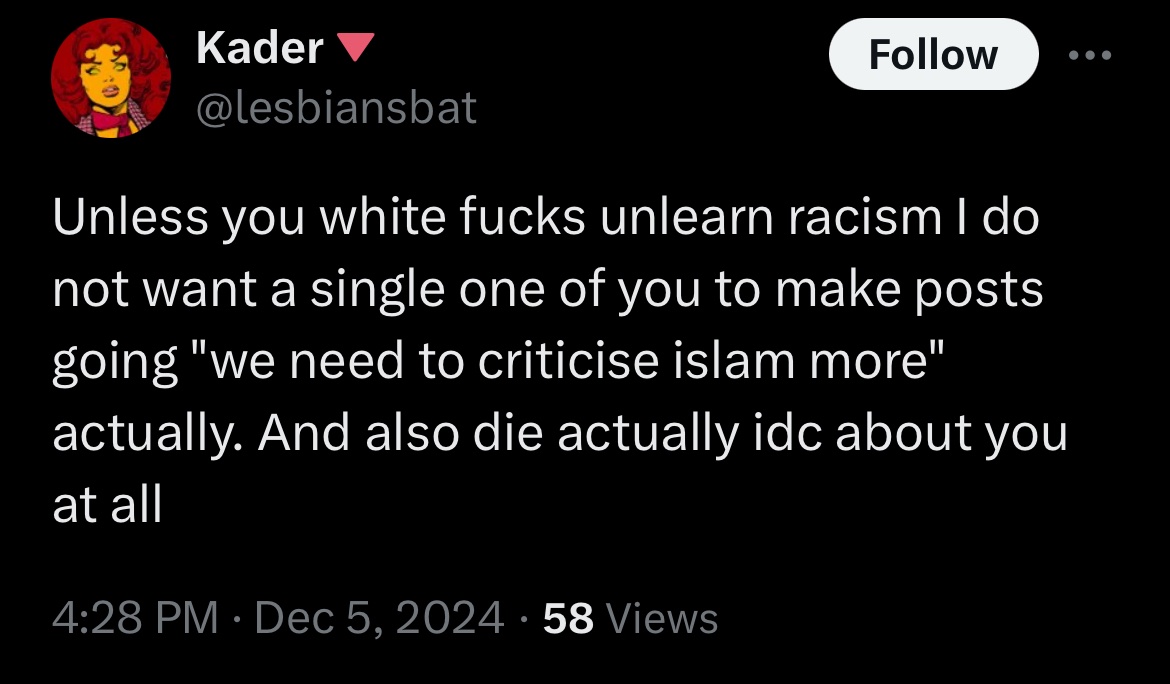 Kader 🔻
Follow
@lesbiansbat
Unless you white fucks unlearn racism I do
not want a single one of you to make posts
going "we need to criticise islam more"
actually. And also die actually idc about you
at all
4:28 PM · Dec 5, 2024 · 58 Views